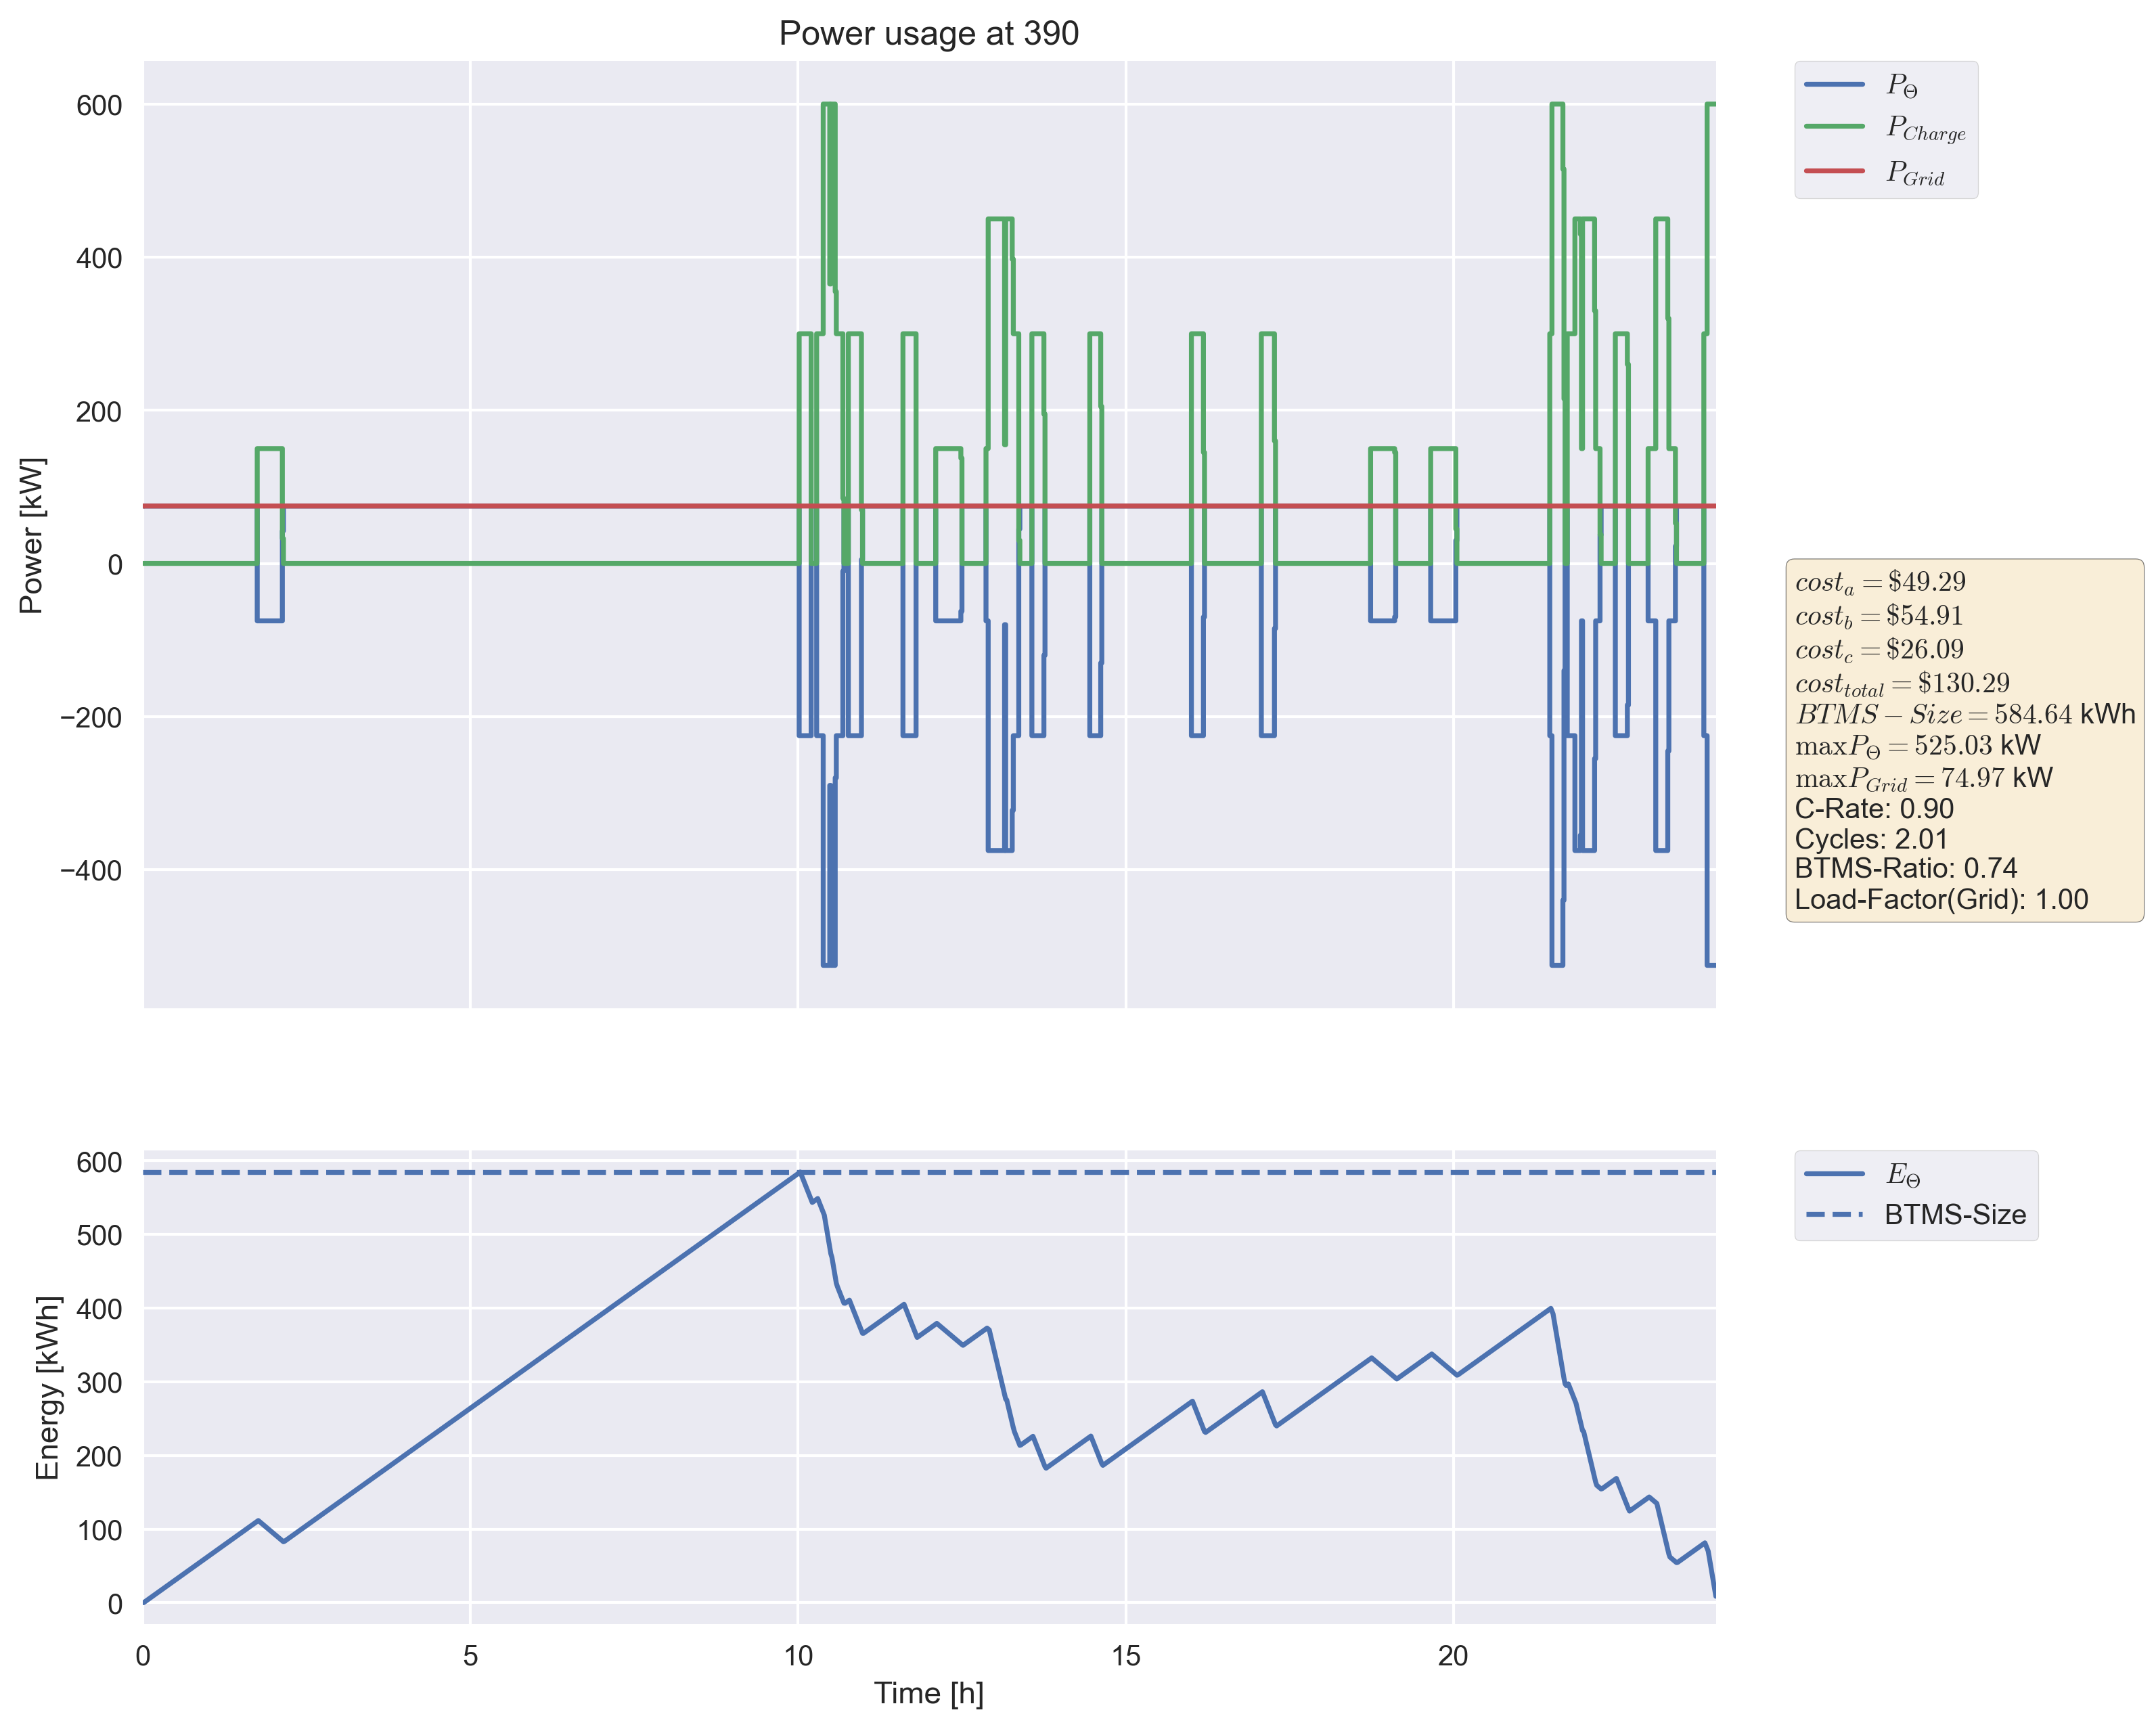 Power usage at 390
600
400
200
0
−200
−400
Power [kW]
P_Θ
P_Charge
P_Grid
cost_a = $49.29
cost_b = $54.91
cost_c = $26.09
cost_total = $130.29
BTMS − Size = 584.64 kWh
max P_Θ = 525.03 kW
max P_Grid = 74.97 kW
C-Rate: 0.90
Cycles: 2.01
BTMS-Ratio: 0.74
Load-Factor(Grid): 1.00
600
500
400
300
200
100
0
Energy [kWh]
E_Θ
BTMS-Size
0 5 10 15 20
Time [h]